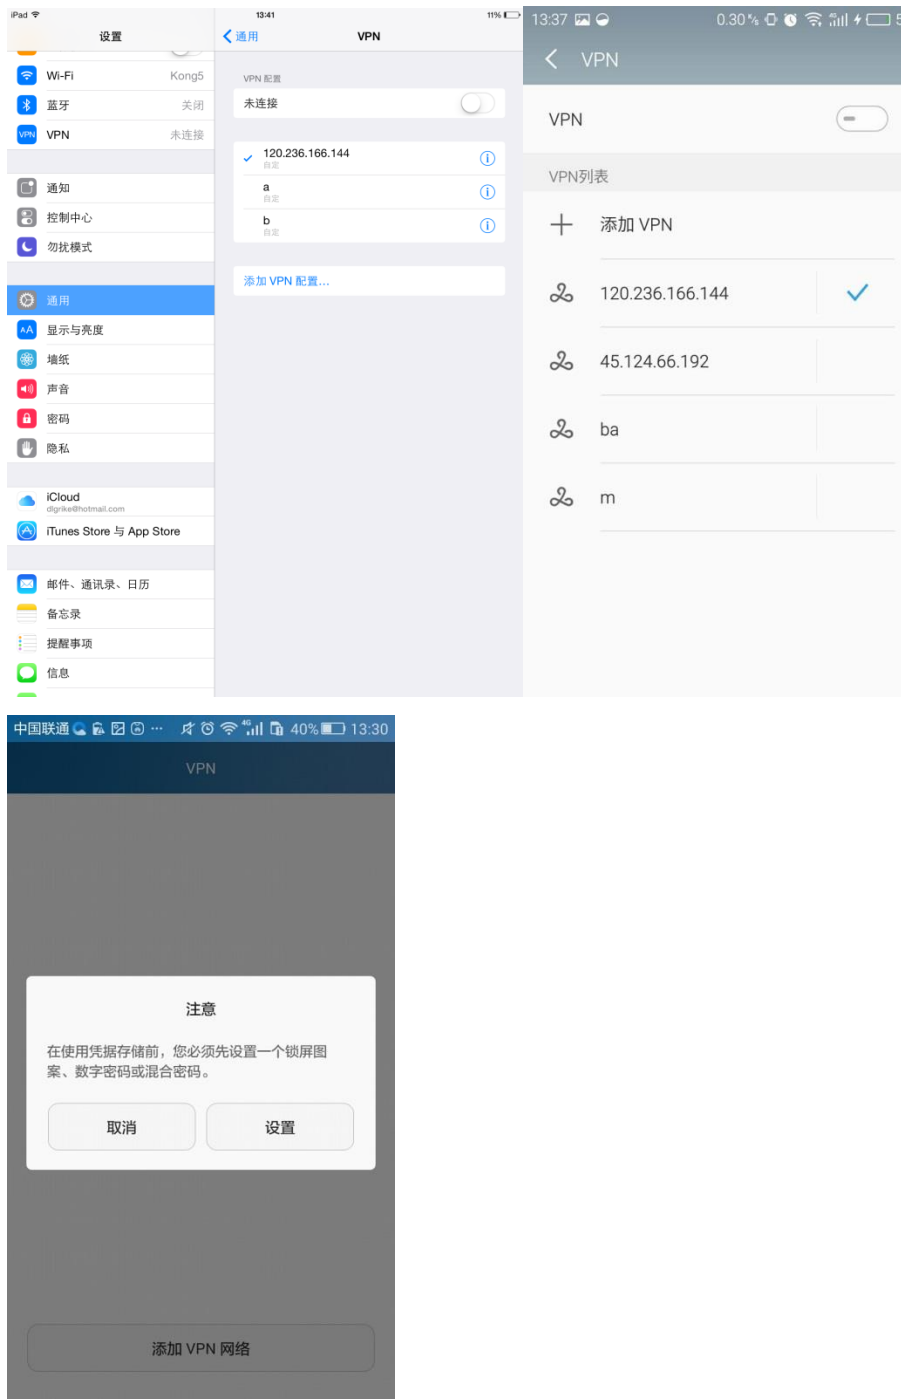 iPad
13:41
11%
设置
Wi-Fi
Kong5
蓝牙
关闭
VPN
VPN
未连接
通知
控制中心
勿扰模式
通用
AA
显示与亮度
墙纸
声音
密码
隐私
iCloud
dlgrike@hotmail.com
iTunes Store 与 App Store
邮件、通讯录、日历
备忘录
提醒事项
信息
通用
VPN
VPN 配置
未连接
120.236.166.144
自定
a
自定
b
自定
添加 VPN 配置...
13:37
0.30 K/s
4G
5
VPN
VPN
VPN列表
添加 VPN
120.236.166.144
45.124.66.192
ba
m
中国联通
...
4G
40%
13:30
VPN
注意
在使用凭据存储前，您必须先设置一个锁屏图
案、数字密码或混合密码。
取消
设置
添加 VPN 网络